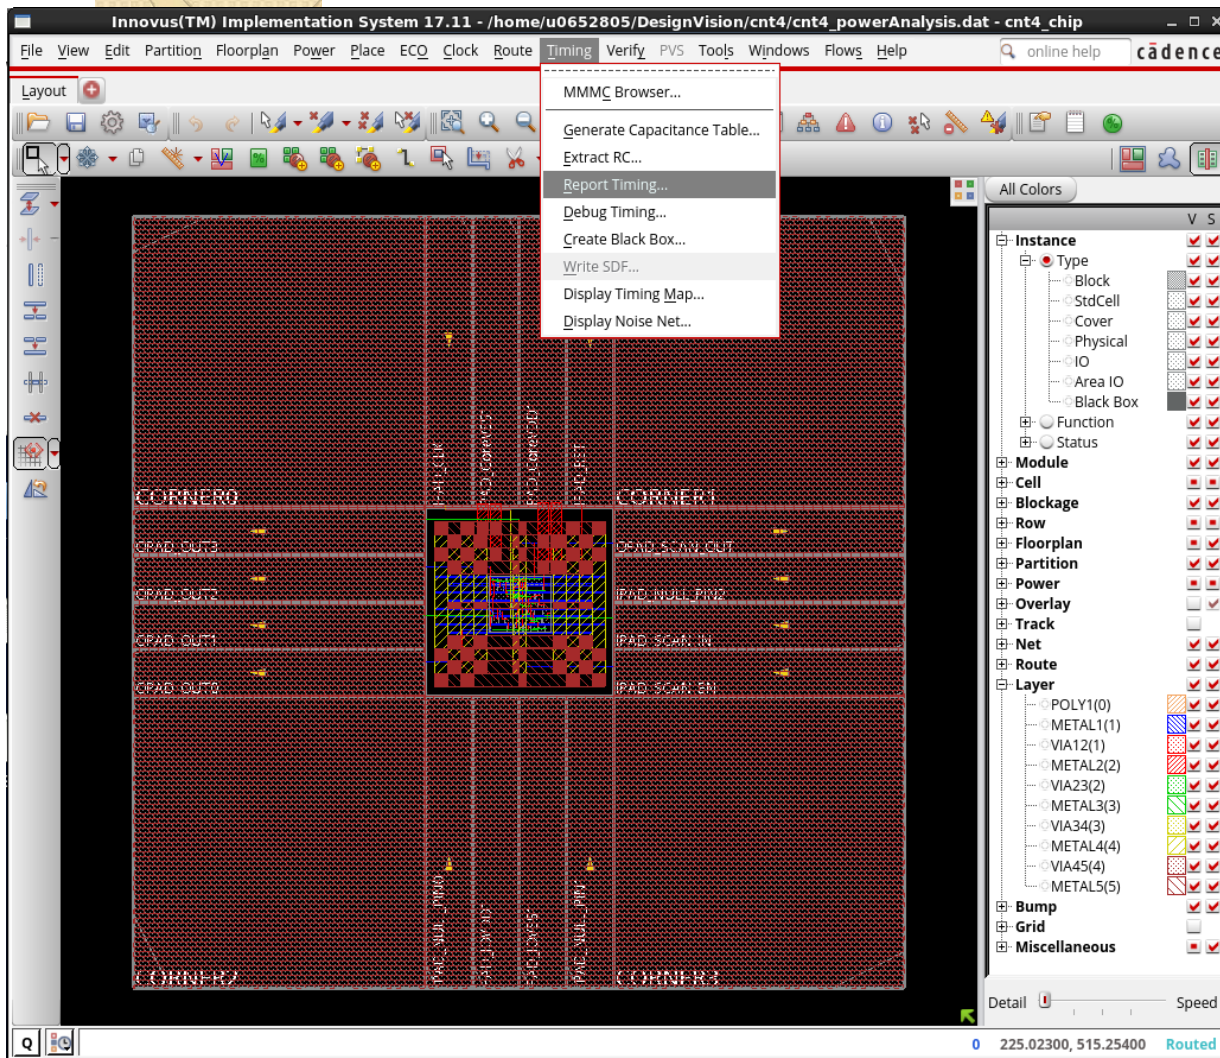 Innovus(TM) Implementation System 17.11 - /home/u0652805/DesignVision/cnt4/cnt4_powerAnalysis.dat - cnt4_chip
File View Edit Partition Floorplan Power Place ECO Clock Route Timing Verify PVS Tools Windows Flows Help
online help
cādence
Layout
MMMC Browser...
Generate Capacitance Table...
Extract RC...
Report Timing...
Debug Timing...
Create Black Box...
Write SDF...
Display Timing Map...
Display Noise Net...
All Colors
V S
Instance
Type
Block
StdCell
Cover
Physical
IO
Area IO
Black Box
Function
Status
Module
Cell
Blockage
Row
Floorplan
Partition
Power
Overlay
Track
Net
Route
Layer
POLY1(0)
METAL1(1)
VIA12(1)
METAL2(2)
VIA23(2)
METAL3(3)
VIA34(3)
METAL4(4)
VIA45(4)
METAL5(5)
Bump
Grid
Miscellaneous
Detail
Speed
CORNER0
CORNER1
OPAD_OUT3
OPAD_SCAN_OUT
OPAD_OUT2
IPAD_NULL_PIN2
OPAD_OUT1
IPAD_SCAN_IN
OPAD_OUT0
IPAD_SCAN_EN
CORNER2
CORNER3
Q
0
225.02300, 515.25400
Routed